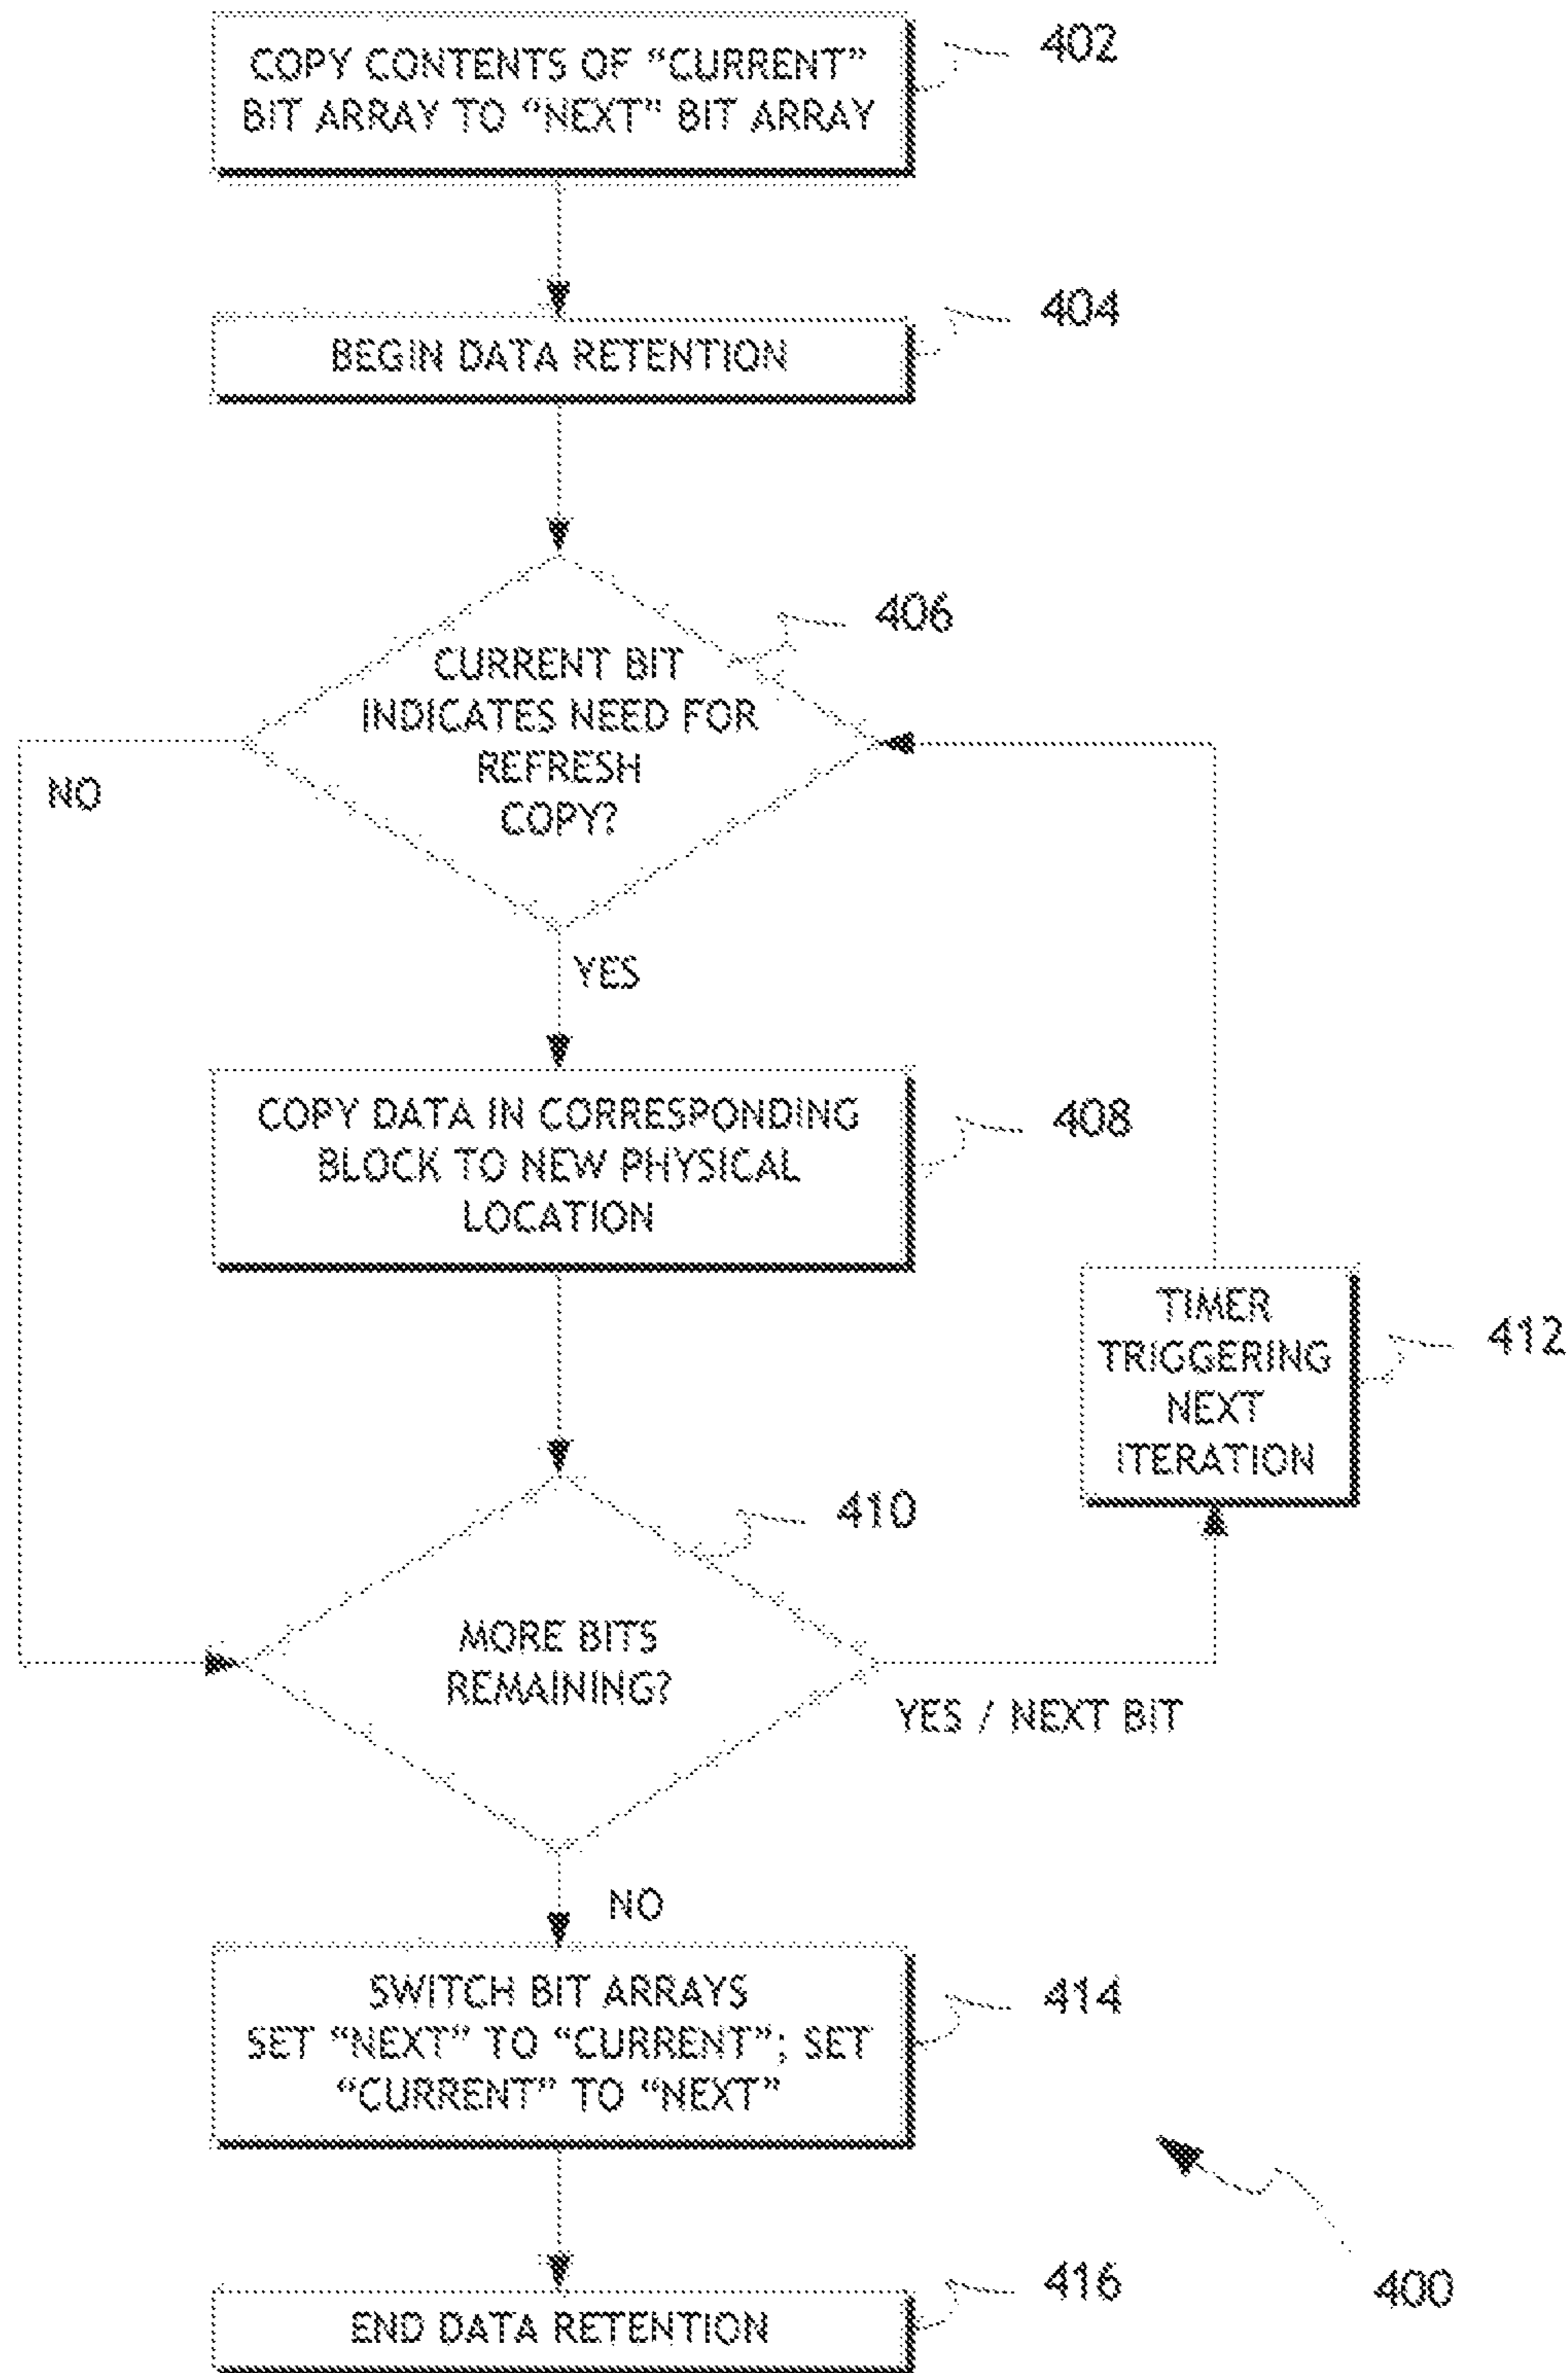 COPY CONTENTS OF “CURRENT”
BIT ARRAY TO “NEXT” BIT ARRAY
402
BEGIN DATA RETENTION
404
406
CURRENT BIT
INDICATES NEED FOR
REFRESH
COPY?
NO
YES
COPY DATA IN CORRESPONDING
BLOCK TO NEW PHYSICAL
LOCATION
408
TIMER
TRIGGERING
NEXT
ITERATION
412
410
MORE BITS
REMAINING?
YES / NEXT BIT
NO
SWITCH BIT ARRAYS
SET “NEXT” TO “CURRENT”; SET
“CURRENT” TO “NEXT”
414
END DATA RETENTION
416
400